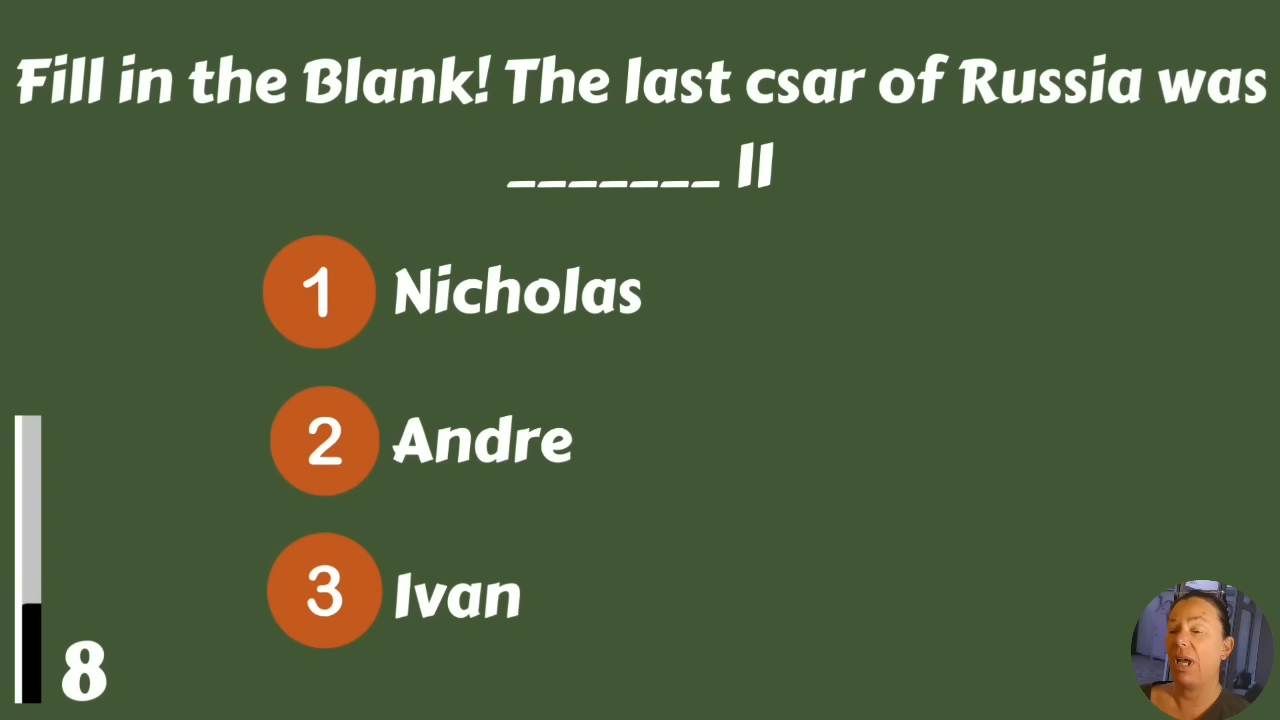 Fill in the Blank! The last csar of Russia was
_______ II
1 Nicholas
2 Andre
3 Ivan
8